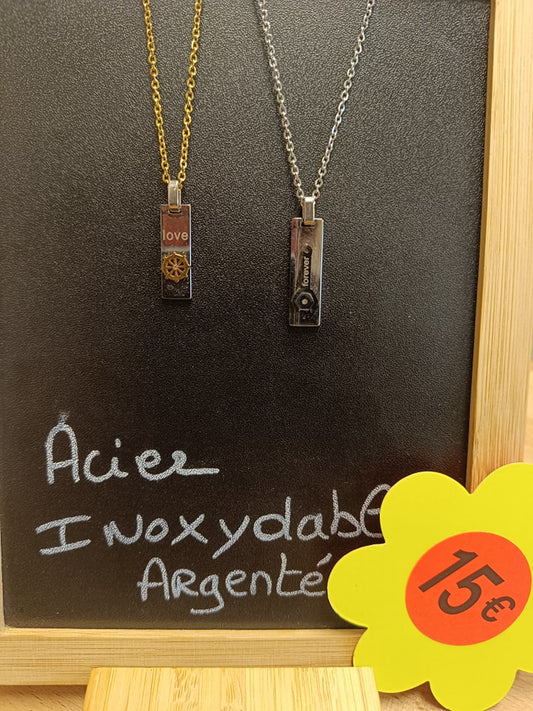 love
forever
Acier
Inoxydable
Argenté
15€